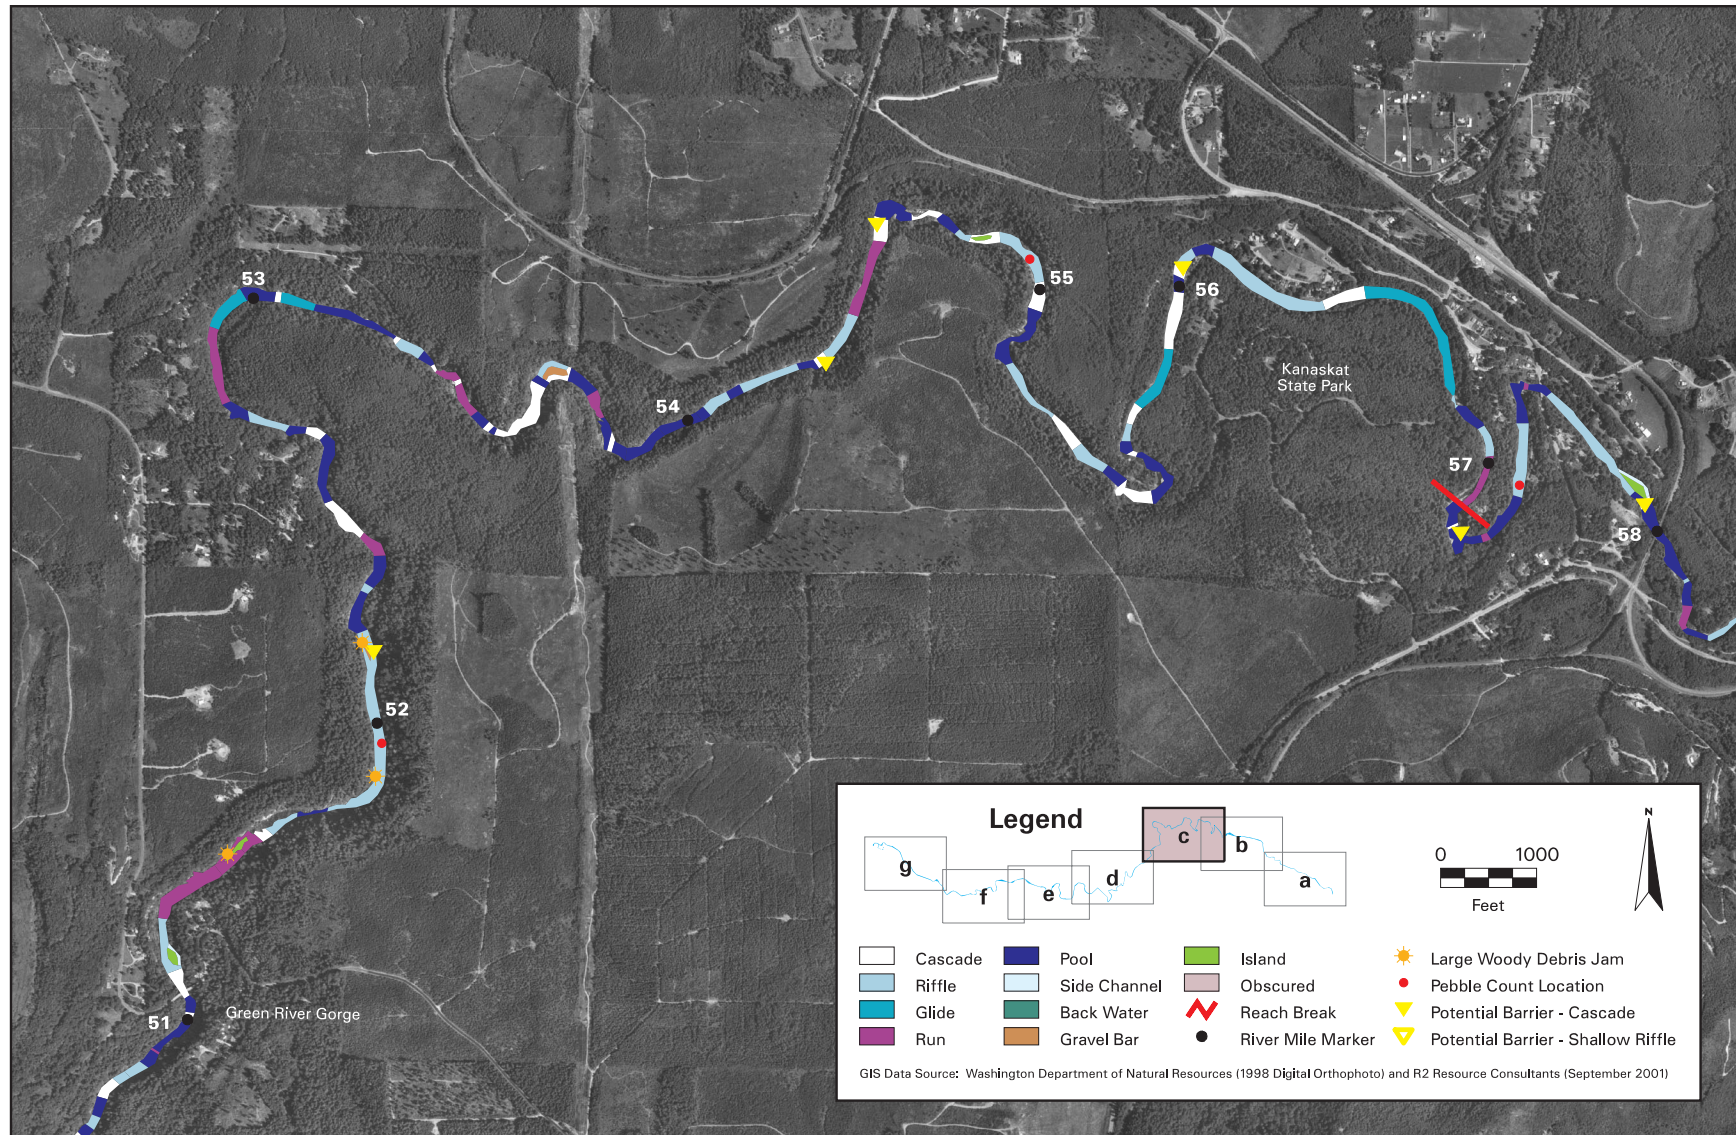 53
55
56
Kanaskat
State Park
54
57
58
52
51
Green River Gorge
Legend
g
f
e
d
c
b
a
0 1000
Feet
N
Cascade
Riffle
Glide
Run
Pool
Side Channel
Back Water
Gravel Bar
Island
Obscured
Reach Break
River Mile Marker
Large Woody Debris Jam
Pebble Count Location
Potential Barrier - Cascade
Potential Barrier - Shallow Riffle
GIS Data Source: Washington Department of Natural Resources (1998 Digital Orthophoto) and R2 Resource Consultants (September 2001)